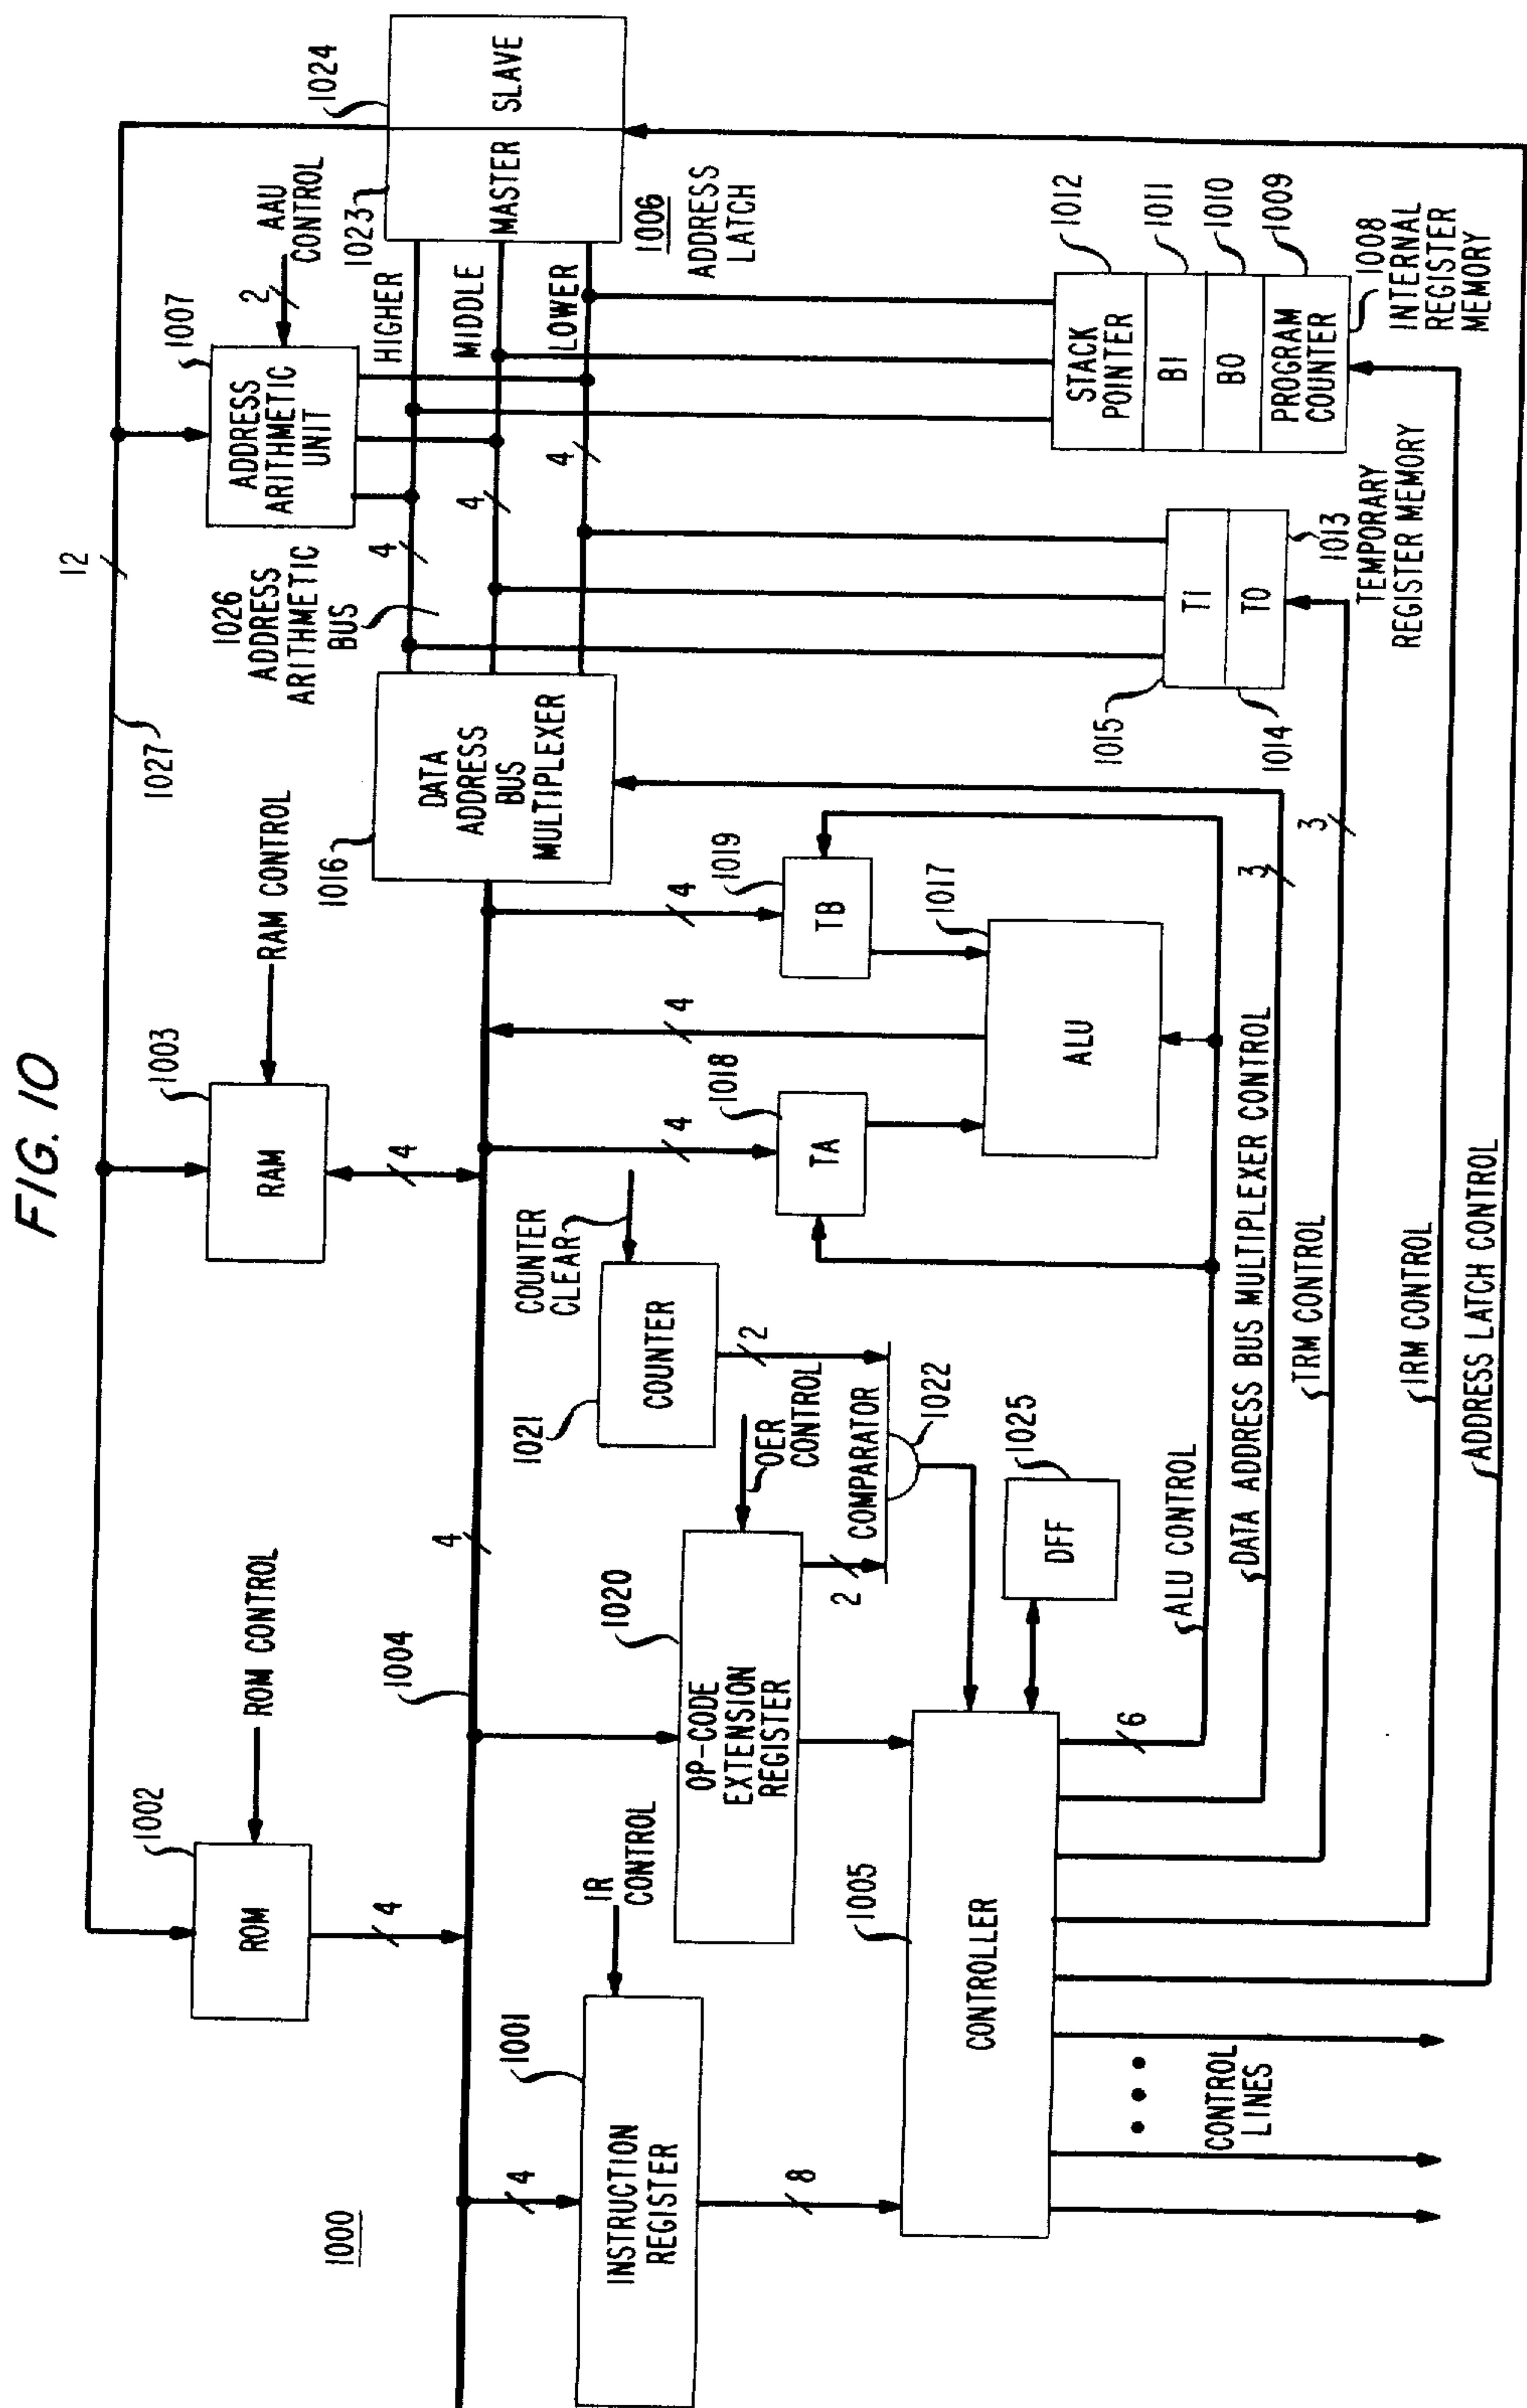 FIG. 10
1000
1002
ROM
ROM CONTROL
4
1003
RAM
RAM CONTROL
4
1027
12
1007
ADDRESS
ARITHMETIC
UNIT
2
AAU
CONTROL
1026
ADDRESS
ARITHMETIC
BUS
4
4
4
HIGHER
MIDDLE
LOWER
1023
MASTER
SLAVE
1024
1006
ADDRESS
LATCH
1004
4
1016
DATA
ADDRESS
BUS
MULTIPLEXER
1001
INSTRUCTION
REGISTER
4
IR
CONTROL
8
1020
OP-CODE
EXTENSION
REGISTER
OER
CONTROL
2
1021
COUNTER
COUNTER
CLEAR
2
COMPARATOR
1022
1018
TA
4
4
1019
TB
4
1017
ALU
1015
T1
T0
1014
1013
TEMPORARY
REGISTER MEMORY
STACK
POINTER
B1
B0
PROGRAM
COUNTER
1012
1011
1010
1009
1008
INTERNAL
REGISTER
MEMORY
1005
CONTROLLER
1025
DFF
6
ALU CONTROL
3
DATA ADDRESS BUS MULTIPLEXER CONTROL
3
TRM CONTROL
IRM CONTROL
ADDRESS LATCH CONTROL
CONTROL
LINES